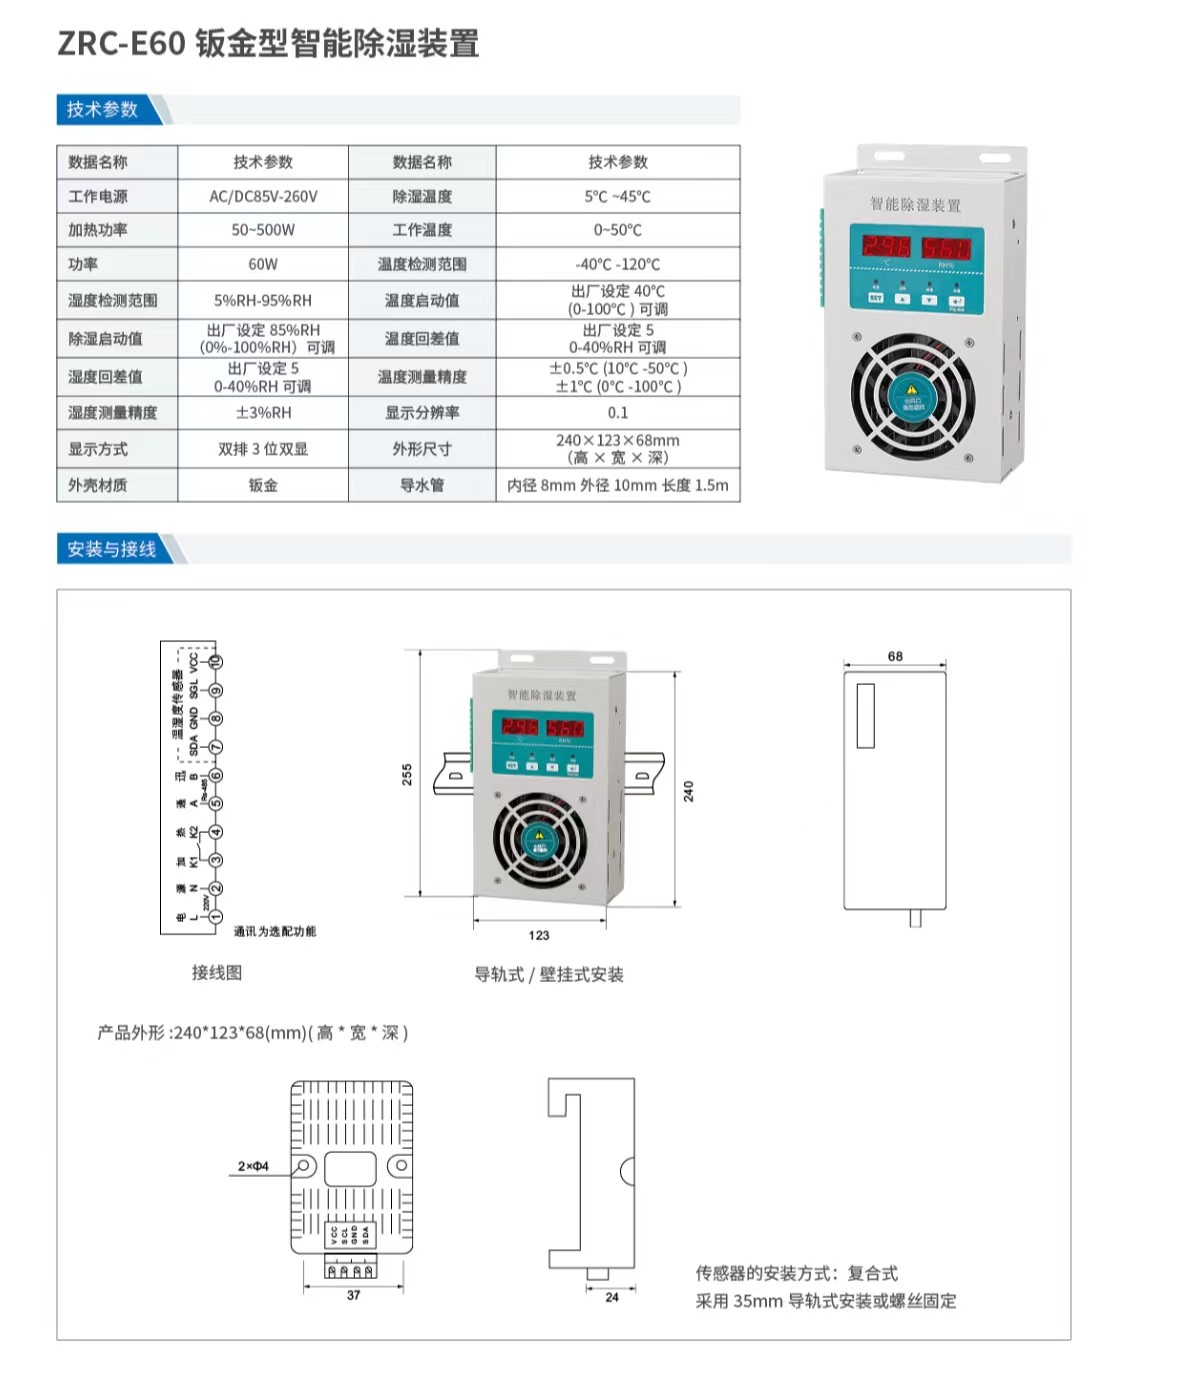 ZRC-E60 钣金型智能除湿装置
技术参数
数据名称 技术参数 数据名称 技术参数
工作电源 AC/DC85V-260V 除湿温度 5℃ ~45℃
加热功率 50~500W 工作温度 0~50℃
功率 60W 温度检测范围 -40℃ -120℃
湿度检测范围 5%RH-95%RH 温度启动值 出厂设定 40℃
(0-100℃ ) 可调
除湿启动值 出厂设定 85%RH 温度回差值 出厂设定 5
（0%-100%RH）可调 0-40%RH 可调
湿度回差值 出厂设定 5 温度测量精度 ±0.5℃ (10℃ -50℃ )
0-40%RH 可调 ±1℃ (0℃ -100℃ )
湿度测量精度 ±3%RH 显示分辨率 0.1
显示方式 双排 3 位双显 外形尺寸 240×123×68mm
（高 × 宽 × 深）
外壳材质 钣金 导水管 内径 8mm 外径 10mm 长度 1.5m
智能除湿装置
296 560
℃ RH%
SET
出风口
请勿遮挡
安装与接线
温湿度传感器
VCC 10
SGL 9
GND 8
SDA 7
通讯 Rs-485
B 6
A 5
加热
K2 4
K1 3
电源 220V
N 2
L 1
通讯为选配功能
接线图
智能除湿装置
296 560
SET
255
240
123
导轨式 / 壁挂式安装
68
产品外形 :240*123*68(mm)( 高 * 宽 * 深 )
2×Φ4
VCC
SCL
GND
SDA
37
24
传感器的安装方式：复合式
采用 35mm 导轨式安装或螺丝固定